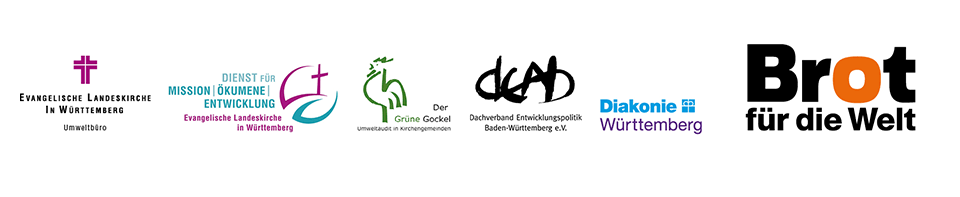 EVANGELISCHE LANDESKIRCHE
IN WÜRTTEMBERG
Umweltbüro
DIENST FÜR
MISSION|ÖKUMENE|
ENTWICKLUNG
Evangelische Landeskirche
in Württemberg
Der
Grüne Gockel
Umweltaudit in Kirchengemeinden
DEAB
Dachverband Entwicklungspolitik
Baden-Württemberg e.V.
Diakonie
Württemberg
Brot
für die Welt